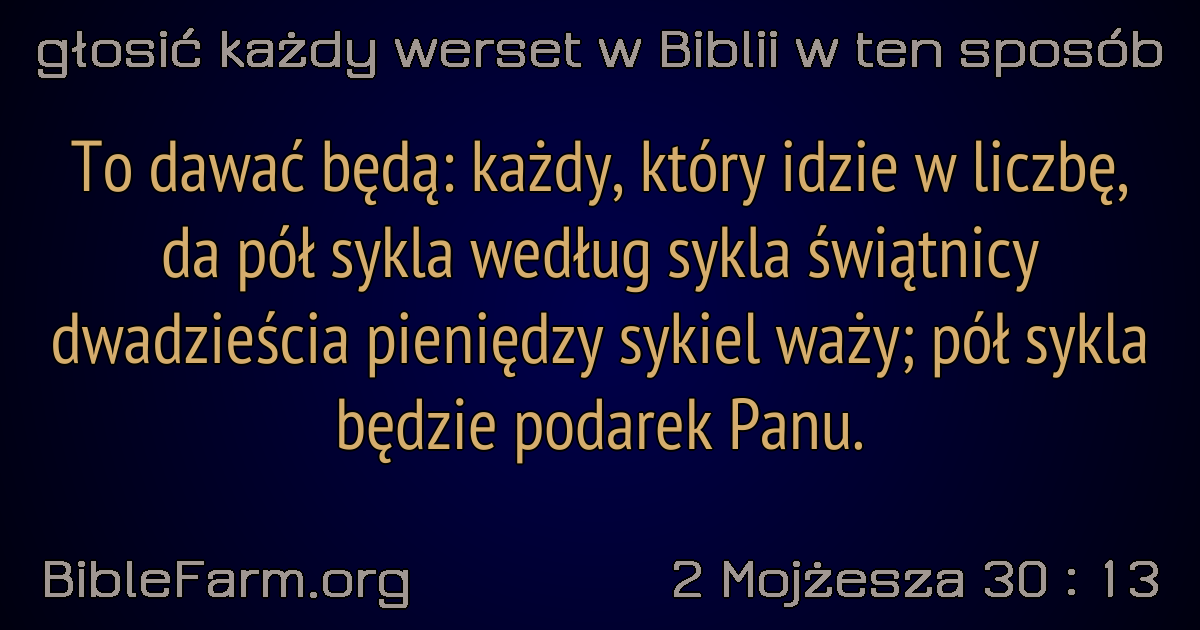 głosić każdy werset w Biblii w ten sposób
To dawać będą: każdy, który idzie w liczbę,
da pół sykla według sykla świątnicy
dwadzieścia pieniędzy sykiel waży; pół sykla
będzie podarek Panu.
BibleFarm.org
2 Mojżesza 30 : 13